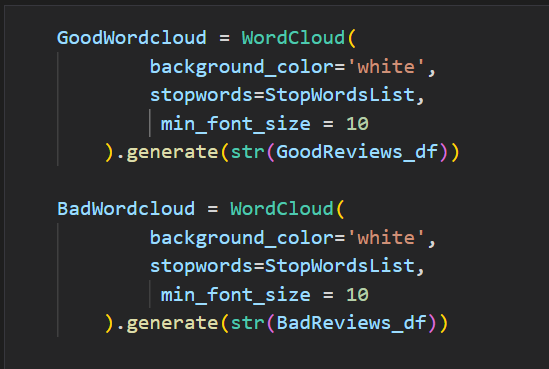 GoodWordcloud = WordCloud(
        background_color='white',
        stopwords=StopWordsList,
         min_font_size = 10
    ).generate(str(GoodReviews_df))
BadWordcloud = WordCloud(
        background_color='white',
        stopwords=StopWordsList,
         min_font_size = 10
    ).generate(str(BadReviews_df))